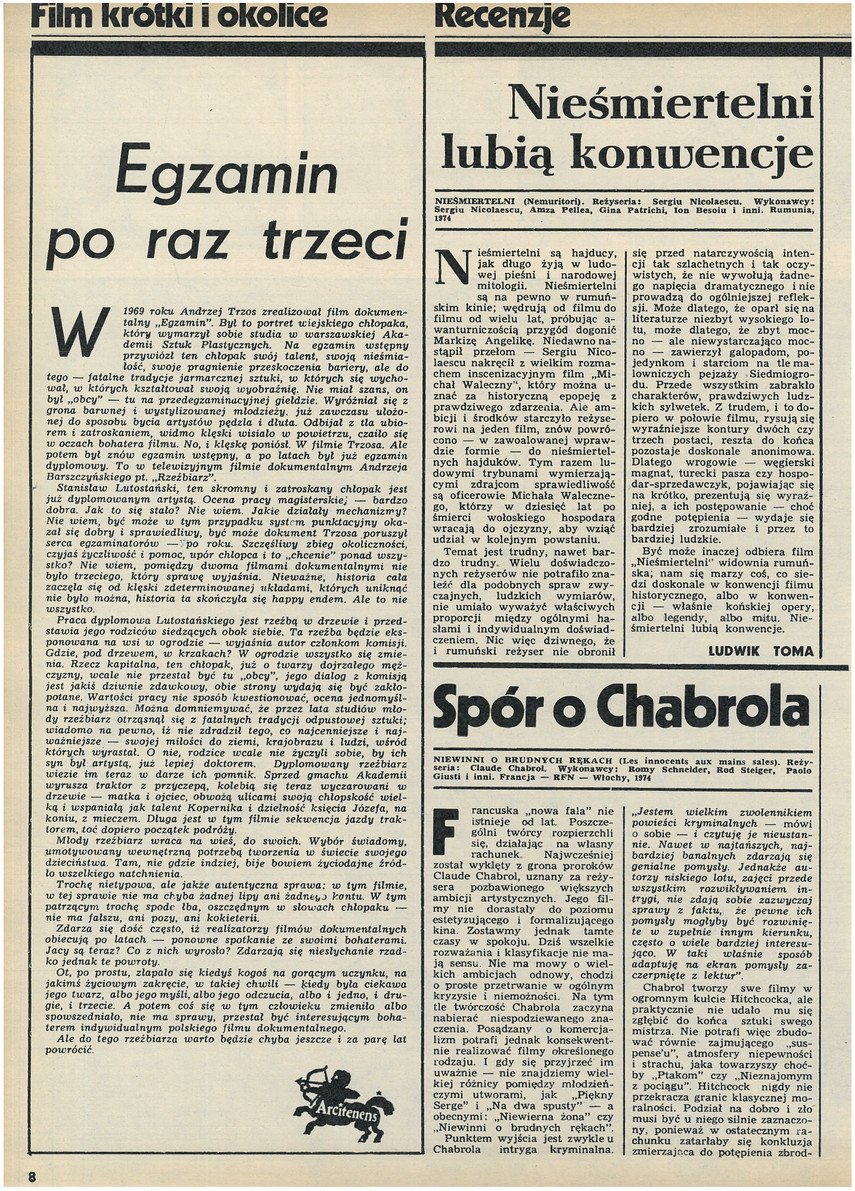 Film krótki i okolice
Egzamin
po raz trzeci
W 1969 roku Andrzej Trzos zrealizował film dokumen-
talny „Egzamin". Był to portret wiejskiego chłopaka,
który wymarzył sobie studia w warszawskiej Aka-
demii Sztuk Plastycznych. Na egzamin wstępny
przywiózł ten chłopak swój talent, swoją nieśmia-
łość, swoje pragnienie przeskoczenia bariery, ale do
tego — fatalne tradycje jarmarcznej sztuki, w których się wycho-
wał, w których kształtował swoją wyobraźnię. Nie miał szans, on
był „obcy" — tu na przedegzaminacyjnej giełdzie. Wyróżniał się z
grona barwnej i wystylizowanej młodzieży, już zawczasu ułożo-
nej do sposobu bycia artystów pędzla i dłuta. Odbijał z tła ubio-
rem i zatroskaniem, widmo klęski wisiało w powietrzu, czaiło się
w oczach bohatera filmu. No, i klęskę poniósł. W filmie Trzosa. Ale
potem był znów egzamin wstępny, a po latach był już egzamin
dyplomowy. To w telewizyjnym filmie dokumentalnym Andrzeja
Barszczyńskiego pt. „Rzeźbiarz".
Stanisław Lutostański, ten skromny i zatroskany chłopak jest
już dyplomowanym artystą. Ocena pracy magisterskiej — bardzo
dobra. Jak to się stało? Nie wiem. Jakie działały mechanizmy?
Nie wiem, być może w tym przypadku system punktacyjny oka-
zał się dobry i sprawiedliwy, być może dokument Trzosa poruszył
serca egzaminatorów — po roku. Szczęśliwy zbieg okoliczności,
czyjaś życzliwość i pomoc, upór chłopca i to „chcenie" ponad wszy-
stko? Nie wiem, pomiędzy dwoma filmami dokumentalnymi nie
było trzeciego, który sprawę wyjaśnia. Nieważne, historia cała
zaczęła się od klęski zdeterminowanej układami, których uniknąć
nie było można, historia ta skończyła się happy endem. Ale to nie
wszystko.
Praca dyplomowa Lutostańskiego jest rzeźbą w drzewie i przed-
stawia jego rodziców siedzących obok siebie. Ta rzeźba będzie eks-
ponowana na wsi w ogrodzie — wyjaśnia autor członkom komisji.
Gdzie, pod drzewem, w krzakach? W ogrodzie wszystko się zmie-
nia. Rzecz kapitalna, ten chłopak, już o twarzy dojrzałego męż-
czyzny, wcale nie przestał być tu „obcy", jego dialog z komisją
jest jakiś dziwnie zdawkowy, obie strony wydają się być zakło-
potane. Wartości pracy nie sposób kwestionować, ocena jednomyśl-
na i najwyższa. Można domniemywać, że przez lata studiów mło-
dy rzeźbiarz otrząsnął się z fatalnych tradycji odpustowej sztuki;
wiadomo na pewno, iż nie zdradził tego, co najcenniejsze i naj-
ważniejsze — swojej miłości do ziemi, krajobrazu i ludzi, wśród
których wyrastał. O nie, rodzice wcale nie życzyli sobie, by ich
syn był artystą, już lepiej doktorem. Dyplomowany rzeźbiarz
wiezie im teraz w darze ich pomnik. Sprzed gmachu Akademii
wyrusza traktor z przyczepą, kolebią się teraz wyczarowani w
drzewie — matka i ojciec, obwożą ulicami swoją chłopskość wiel-
ką i wspaniałą jak talent Kopernika i dzielność księcia Józefa, na
koniu, z mieczem. Długa jest w tym filmie sekwencja jazdy trak-
torem, toć dopiero początek podróży.
Młody rzeźbiarz wraca na wieś, do swoich. Wybór świadomy,
umotywowany wewnętrzną potrzebą tworzenia w świecie swojego
dzieciństwa. Tam, nie gdzie indziej, bije bowiem życiodajne źród-
ło wszelkiego natchnienia.
Trochę nietypowa, ale jakże autentyczna sprawa; w tym filmie,
w tej sprawie nie ma chyba żadnej lipy ani żadnego kantu. W tym
patrzącym trochę spode łba, oszczędnym w słowach chłopaku —
nie ma fałszu, ani pozy, ani kokieterii.
Zdarza się dość często, iż realizatorzy filmów dokumentalnych
obiecują po latach — ponowne spotkanie ze swoimi bohaterami.
Jacy są teraz? Co z nich wyrosło? Zdarzają się niesłychanie rzad-
ko jednak te powroty.
Ot, po prostu, złapało się kiedyś kogoś na gorącym uczynku, na
jakimś życiowym zakręcie, w takiej chwili — kiedy była ciekawa
jego twarz, albo jego myśli, albo jego odczucia, albo i jedno, i dru-
gie, i trzecie. A potem coś się w tym człowieku zmieniło albo
spowszedniało, nie ma sprawy, przestał być interesującym boha-
terem indywidualnym polskiego filmu dokumentalnego.
Ale do tego rzeźbiarza warto będzie chyba jeszcze i za parę lat
powrócić.
Arcitenens
8
Recenzje
Nieśmiertelni
lubią konwencje
NIEŚMIERTELNI (Nemuritori). Reżyseria: Sergiu Nicolaescu. Wykonawcy:
Sergiu Nicolaescu, Amza Pellea, Gina Patrichi, Ion Besoiu i inni. Rumunia,
1974
Nieśmiertelni są hajducy,
jak długo żyją w ludo-
wej pieśni i narodowej
mitologii. Nieśmiertelni
są na pewno w rumuń-
skim kinie; wędrują od filmu do
filmu od wielu lat, próbując a-
wanturniczością przygód dogonić
Markizę Angelikę. Niedawno na-
stąpił przełom — Sergiu Nico-
laescu nakręcił z wielkim rozma-
chem inscenizacyjnym film „Mi-
chał Waleczny", który można u-
znać za historyczną epopeję z
prawdziwego zdarzenia. Ale am-
bicji i środków starczyło reżyse-
rowi na jeden film, znów powró-
cono — w zawoalowanej wpraw-
dzie formie — do nieśmiertel-
nych hajduków. Tym razem lu-
dowymi trybunami wymierzają-
cymi zdrajcom sprawiedliwość
są oficerowie Michała Waleczne-
go, którzy w dziesięć lat po
śmierci wołoskiego hospodara
wracają do ojczyzny, aby wziąć
udział w kolejnym powstaniu.
Temat jest trudny, nawet bar-
dzo trudny. Wielu doświadczo-
nych reżyserów nie potrafiło zna-
leźć dla podobnych spraw zwy-
czajnych, ludzkich wymiarów,
nie umiało wyważyć właściwych
proporcji między ogólnymi ha-
słami i indywidualnym doświad-
czeniem. Nic więc dziwnego, że
i rumuński reżyser nie obronił
się przed natarczywością inten-
cji tak szlachetnych i tak oczy-
wistych, że nie wywołują żadne-
go napięcia dramatycznego i nie
prowadzą do ogólniejszej reflek-
sji. Może dlatego, że oparł się na
literaturze niezbyt wysokiego lo-
tu, może dlatego, że zbyt moc-
no — ale niewystarczająco moc-
no — zawierzył galopadom, po-
jedynkom i starciom na tle ma-
lowniczych pejzaży Siedmiogro-
du. Przede wszystkim zabrakło
charakterów, prawdziwych ludz-
kich sylwetek. Z trudem, i to do-
piero w połowie filmu, rysują się
wyraźniejsze kontury dwóch czy
trzech postaci, reszta do końca
pozostaje doskonale anonimowa.
Dlatego wrogowie — węgierski
magnat, turecki pasza czy hospo-
dar-sprzedawczyk, pojawiając się
na krótko, prezentują się wyraź-
niej, a ich postępowanie — choć
godne potępienia — wydaje się
bardziej zrozumiałe i przez to
bardziej ludzkie.
Być może inaczej odbiera film
„Nieśmiertelni" widownia rumuń-
ska; nam się marzy coś, co sie-
dzi doskonale w konwencji filmu
historycznego, albo w konwen-
cji — właśnie końskiej opery,
albo legendy, albo mitu. Nie-
śmiertelni lubią konwencje.
LUDWIK TOMA
Spór o Chabrola
NIEWINNI O BRUDNYCH RĘKACH (Les innocents aux mains sales). Reży-
seria: Claude Chabrol. Wykonawcy: Romy Schneider, Rod Steiger, Paolo
Giusti i inni. Francja — RFN — Włochy, 1974
Francuska „nowa fala" nie
istnieje od lat. Poszcze-
gólni twórcy rozpierzchli
się, działając na własny
rachunek. Najwcześniej
został wyklęty z grona proroków
Claude Chabrol, uznany za reży-
sera pozbawionego większych
ambicji artystycznych. Jego fil-
my nie dorastały do poziomu
estetyzującego i formalizującego
kina. Zostawmy jednak tamte
czasy w spokoju. Dziś wszelkie
rozważania i klasyfikacje nie ma-
ją sensu. Nie ma mowy o wiel-
kich ambicjach odnowy, chodzi
o proste przetrwanie w ogólnym
kryzysie i niemożności. Na tym
tle twórczość Chabrola zaczyna
nabierać niespodziewanego zna-
czenia. Posądzany o komercja-
lizm potrafi jednak konsekwent-
nie realizować filmy określonego
rodzaju. I gdy się przyjrzeć im
uważnie — nie znajdziemy wiel-
kiej różnicy pomiędzy młodzień-
czymi utworami, jak „Piękny
Serge" i „Na dwa spusty" — a
obecnymi: „Niewierna żona" czy
„Niewinni o brudnych rękach".
Punktem wyjścia jest zwykle u
Chabrola intryga kryminalna.
„Jestem wielkim zwolennikiem
powieści kryminalnych — mówi
o sobie — i czytuję je nieustan-
nie. Nawet w najtańszych, naj-
bardziej banalnych zdarzają się
genialne pomysły. Jednakże au-
torzy niskiego lotu, zajęci przede
wszystkim rozwikływaniem in-
trygi, nie zdają sobie zazwyczaj
sprawy z faktu, że pewne ich
pomysły mogłyby być rozwinię-
te w zupełnie innym kierunku,
często o wiele bardziej interesu-
jąco. W taki właśnie sposób
adaptuję na ekran pomysły za-
czerpnięte z lektur".
Chabrol tworzy swe filmy w
ogromnym kulcie Hitchcocka, ale
praktycznie nie udało mu się
zgłębić do końca sztuki swego
mistrza. Nie potrafi więc zbudo-
wać równie zajmującego „sus-
pense'u", atmosfery niepewności
i strachu, jaka towarzyszy choć-
by „Ptakom" czy „Nieznajomym
z pociągu". Hitchcock nigdy nie
przekracza granic klasycznej mo-
ralności. Podział na dobro i zło
musi być u niego silnie zaznaczo-
ny, ponieważ w ostatecznym ra-
chunku zatarłaby się konkluzja
zmierzająca do potępienia zbrod-